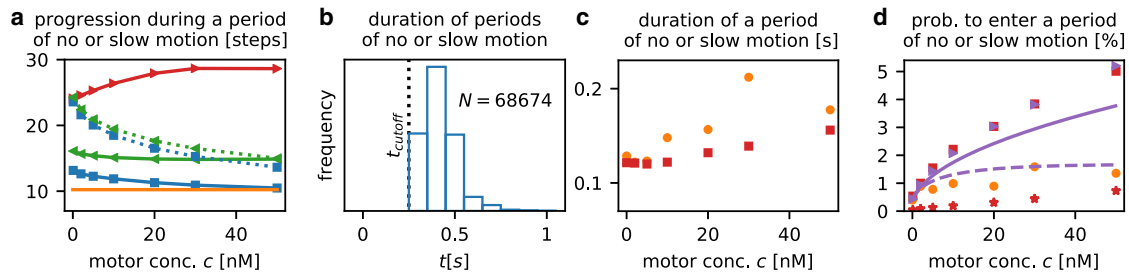 a progression during a period
of no or slow motion [steps]
30
20
10
0 20 40
motor conc. c [nM]
b duration of periods
of no or slow motion
frequency
t_cutoff
N = 68674
0.5 1
t[s]
c duration of a period
of no or slow motion [s]
0.2
0.1
0 20 40
motor conc. c [nM]
d prob. to enter a period
of no or slow motion [%]
5
4
3
2
1
0
0 20 40
motor conc. c [nM]